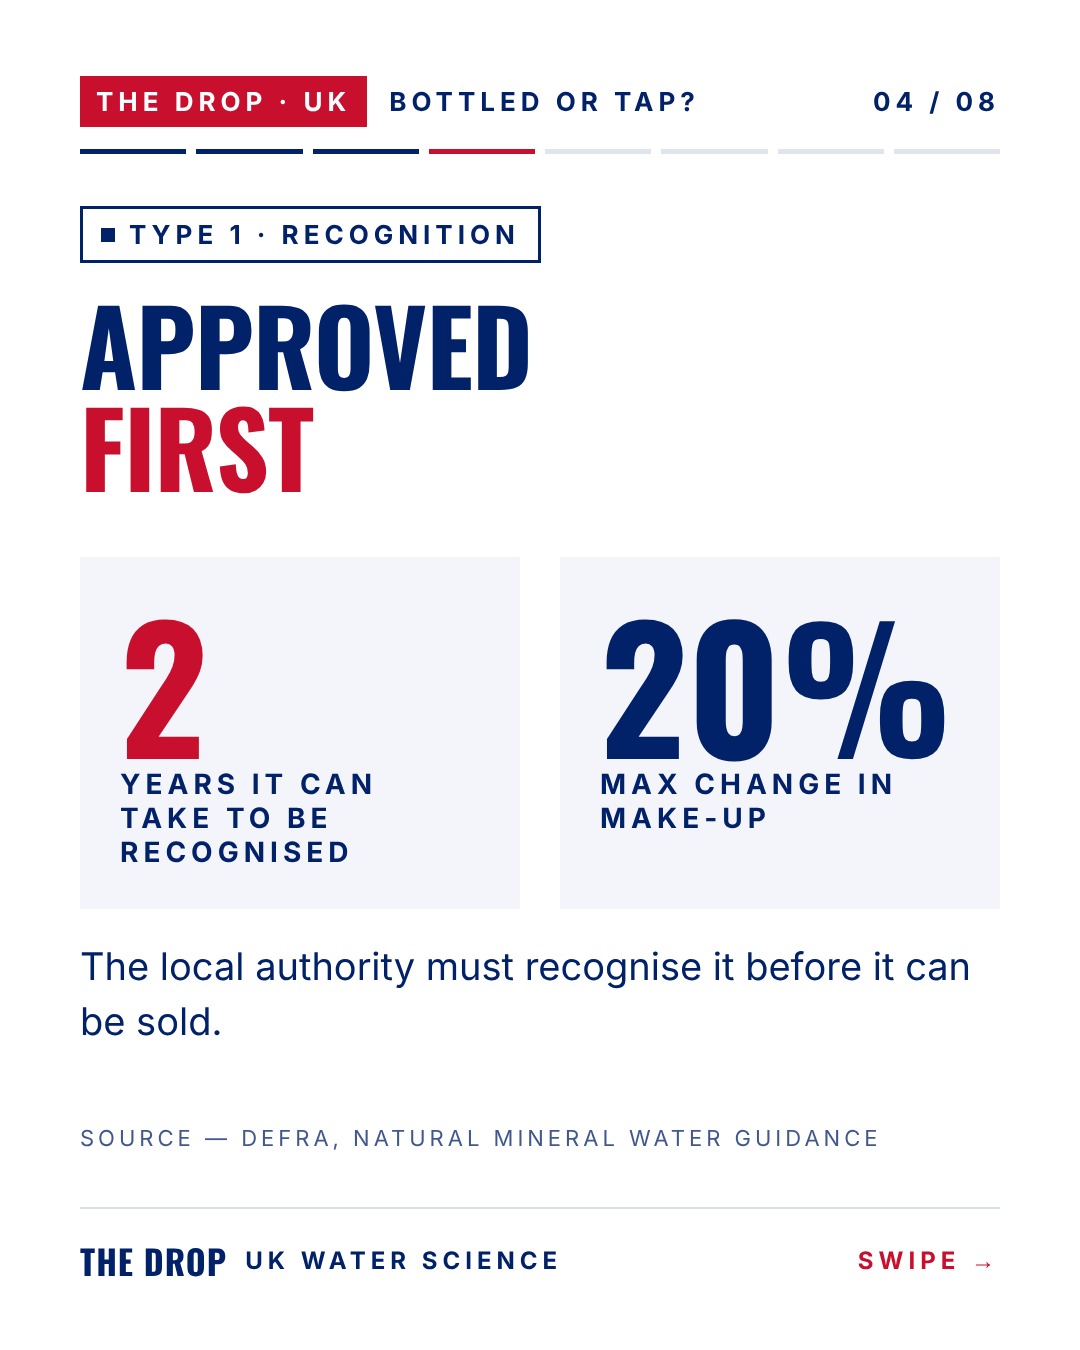 THE DROP · UK BOTTLED OR TAP? 04 / 08
TYPE 1 · RECOGNITION
APPROVED
FIRST
2
YEARS IT CAN
TAKE TO BE
RECOGNISED
20%
MAX CHANGE IN
MAKE-UP
The local authority must recognise it before it can
be sold.
SOURCE — DEFRA, NATURAL MINERAL WATER GUIDANCE
THE DROP UK WATER SCIENCE SWIPE →